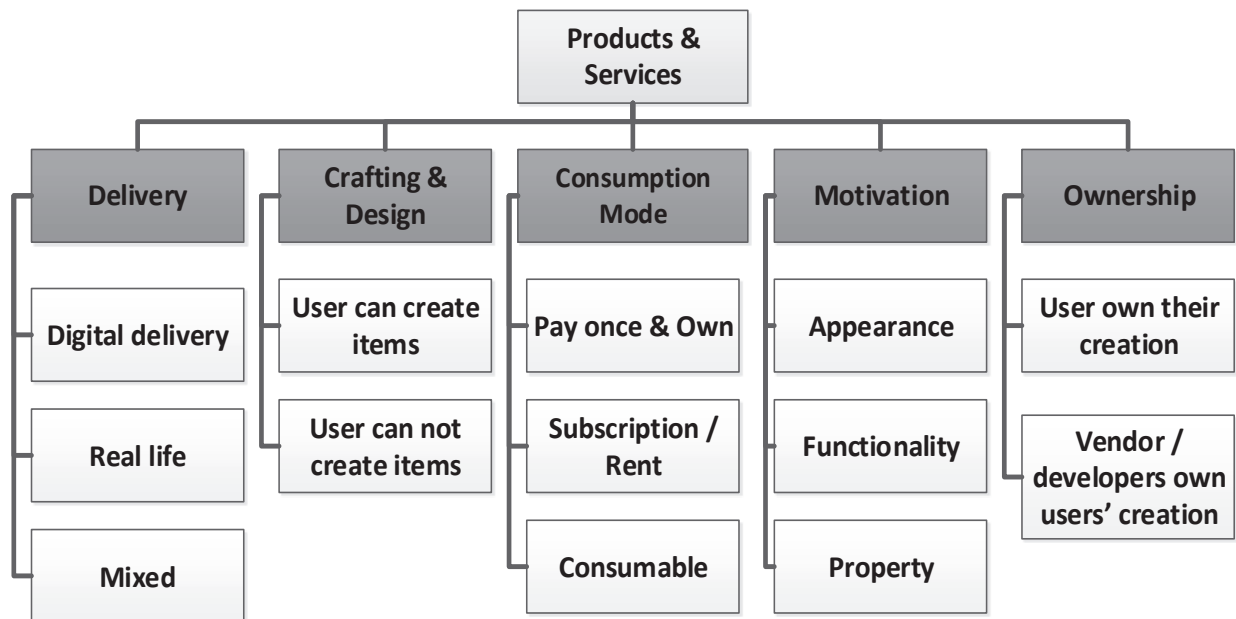 Products &
Services
Delivery
Crafting &
Design
Consumption
Mode
Motivation
Ownership
Digital delivery
User can create
items
Pay once & Own
Appearance
User own their
creation
Real life
User can not
create items
Subscription /
Rent
Functionality
Vendor /
developers own
users’ creation
Mixed
Consumable
Property